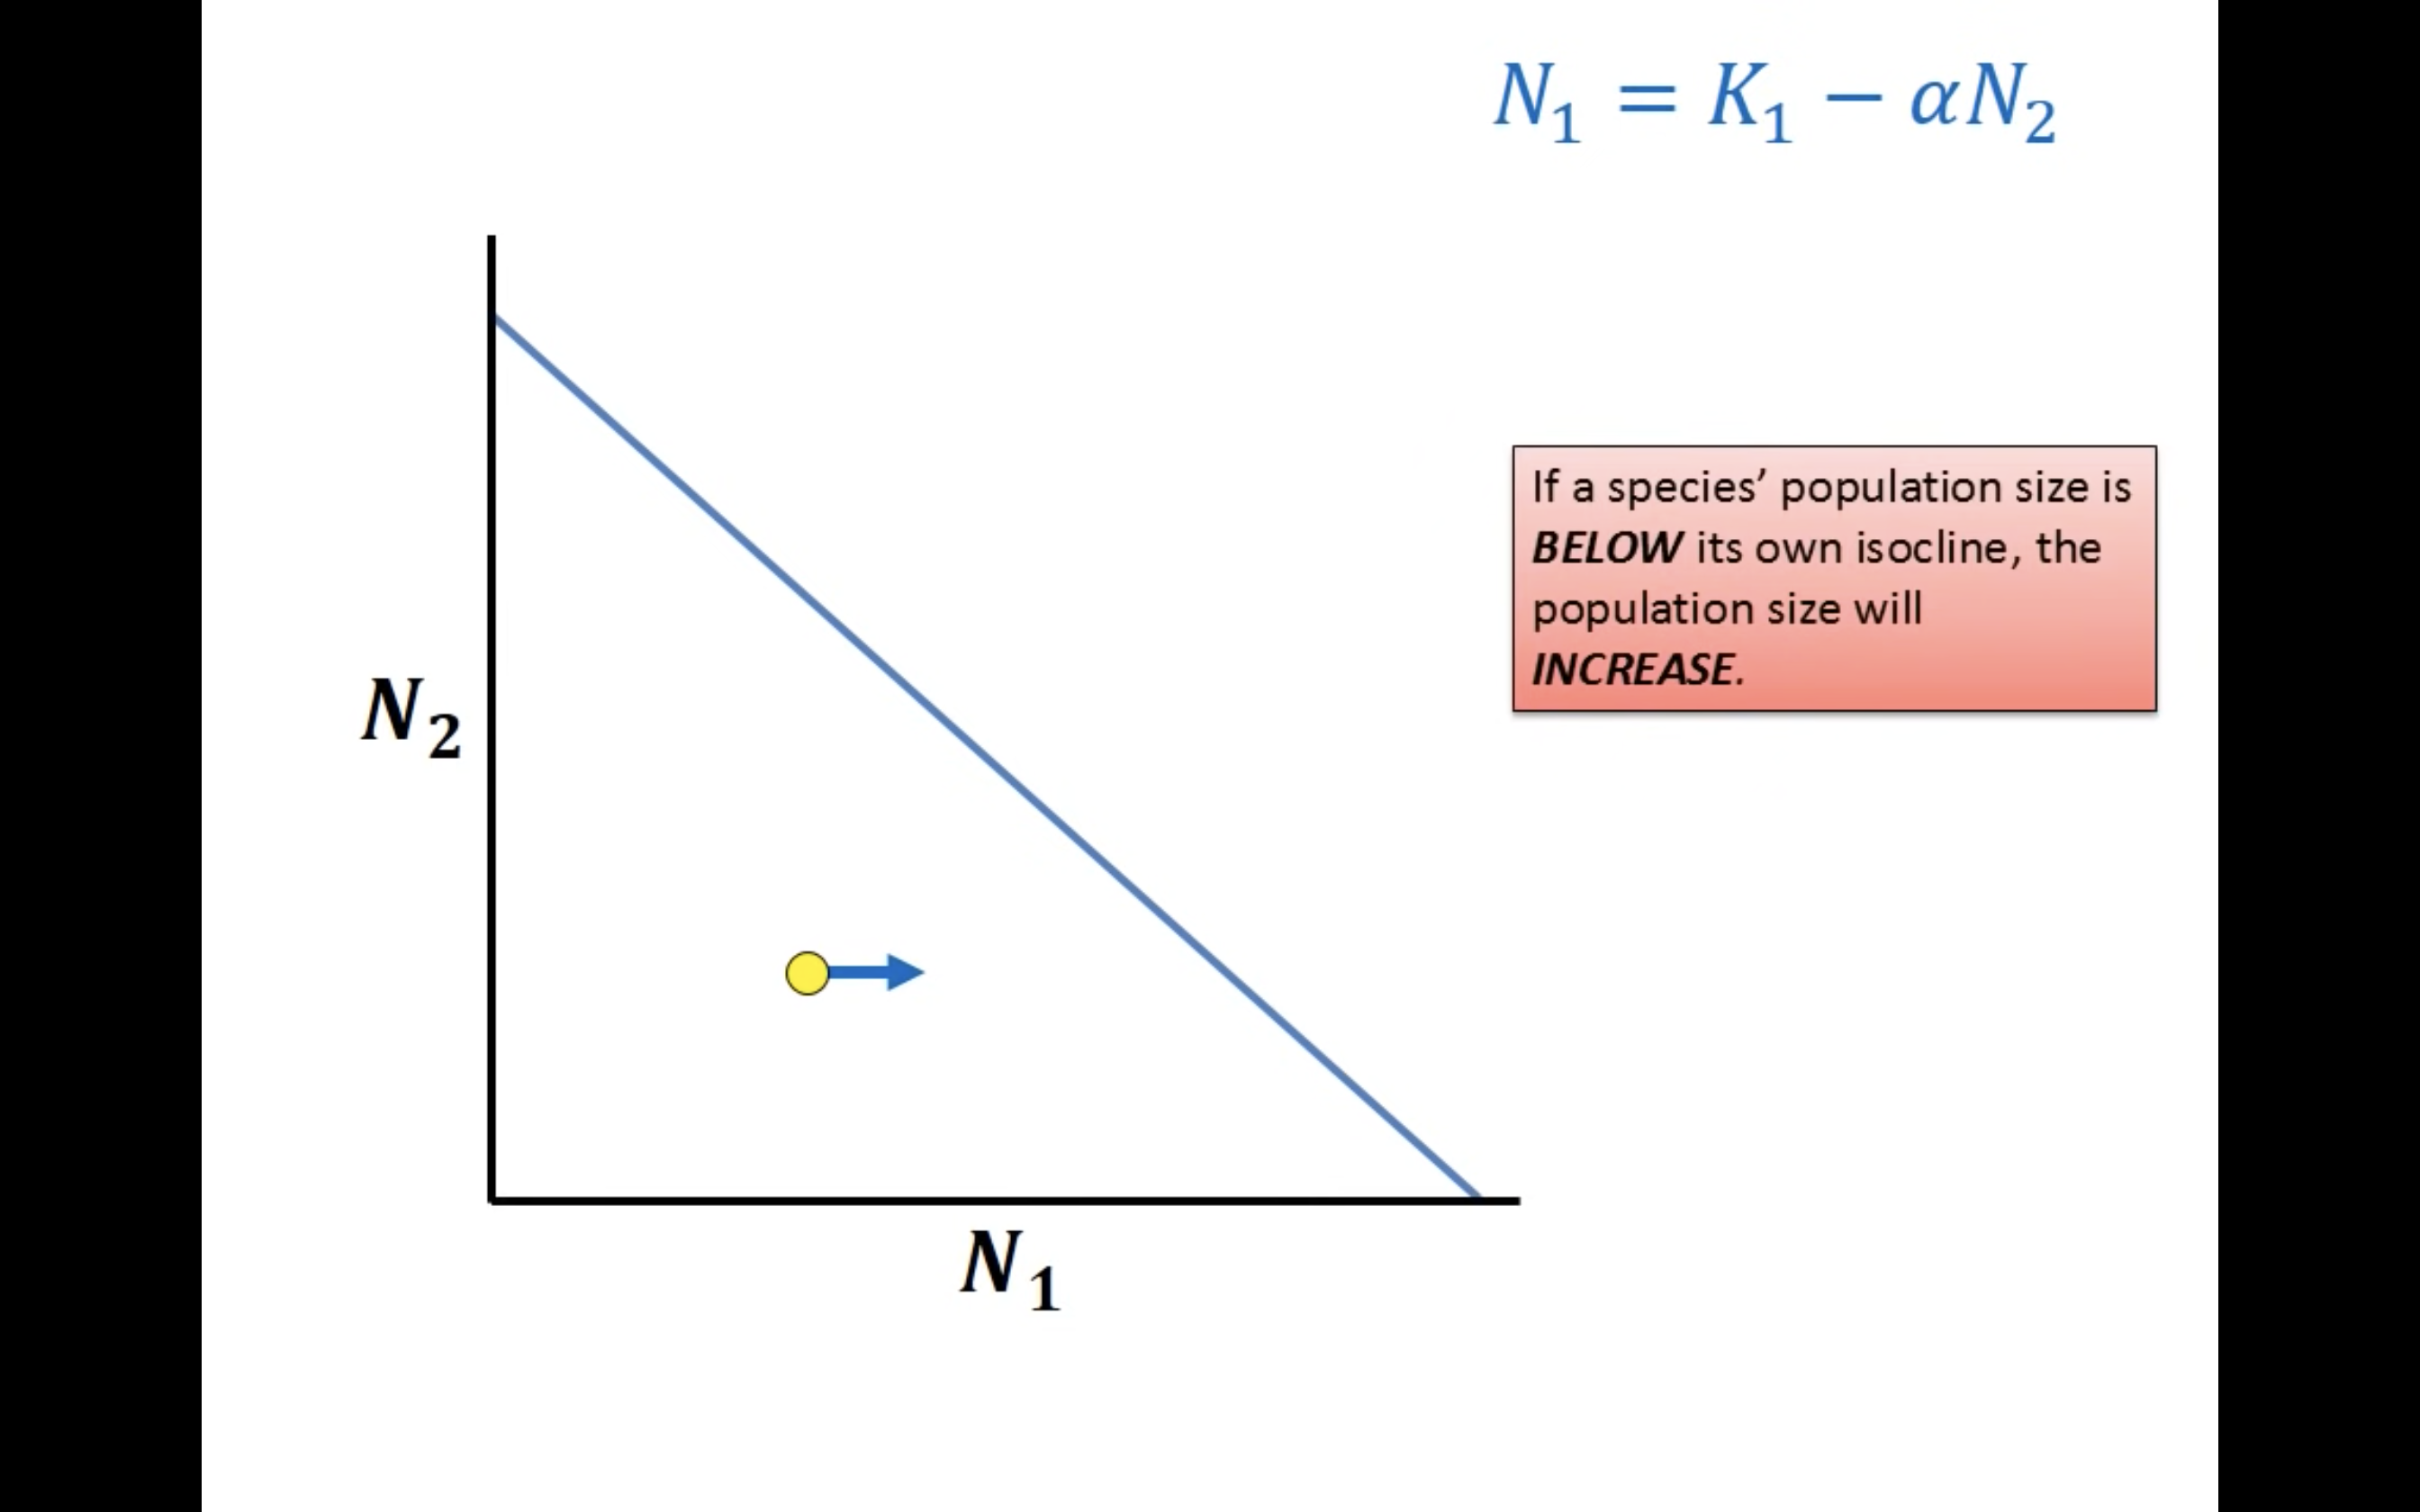 N₁ = K₁ − αN₂
If a species’ population size is
BELOW its own isocline, the
population size will
INCREASE.
N₂
N₁